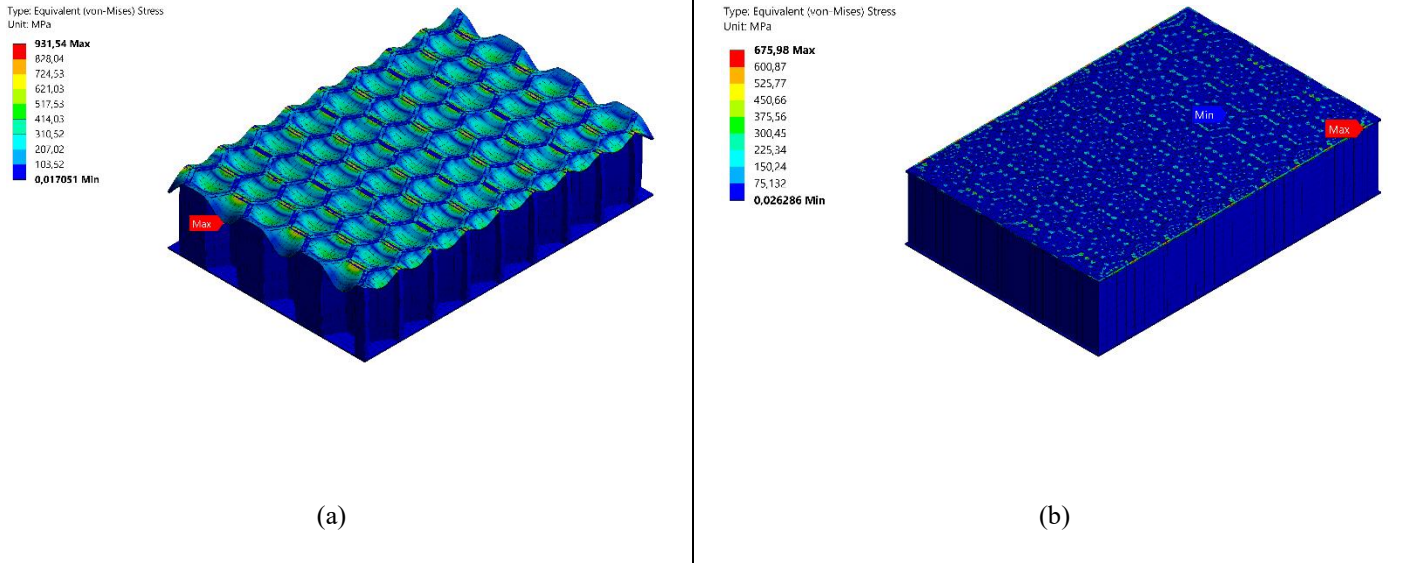 Type: Equivalent (von-Mises) Stress
Unit: MPa
931,54 Max
828,04
724,53
621,03
517,53
414,03
310,52
207,02
103,52
0,017051 Min
Max
(a)
Type: Equivalent (von-Mises) Stress
Unit: MPa
675,98 Max
600,87
525,77
450,66
375,56
300,45
225,34
150,24
75,132
0,026286 Min
Min
Max
(b)